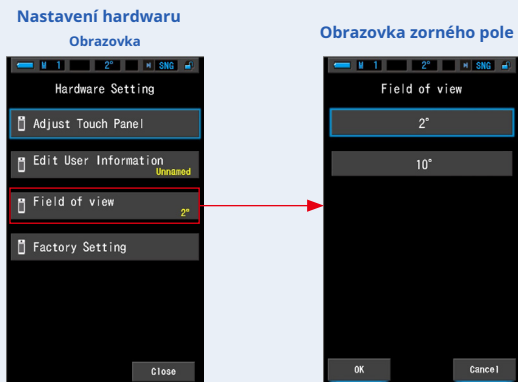 Nastavení hardwaru
Obrazovka
M 1 2° SNG
Hardware Setting
Adjust Touch Panel
Edit User Information
Unnamed
Field of view
2°
Factory Setting
Close
Obrazovka zorného pole
M 1 2° SNG
Field of view
2°
10°
OK Cancel